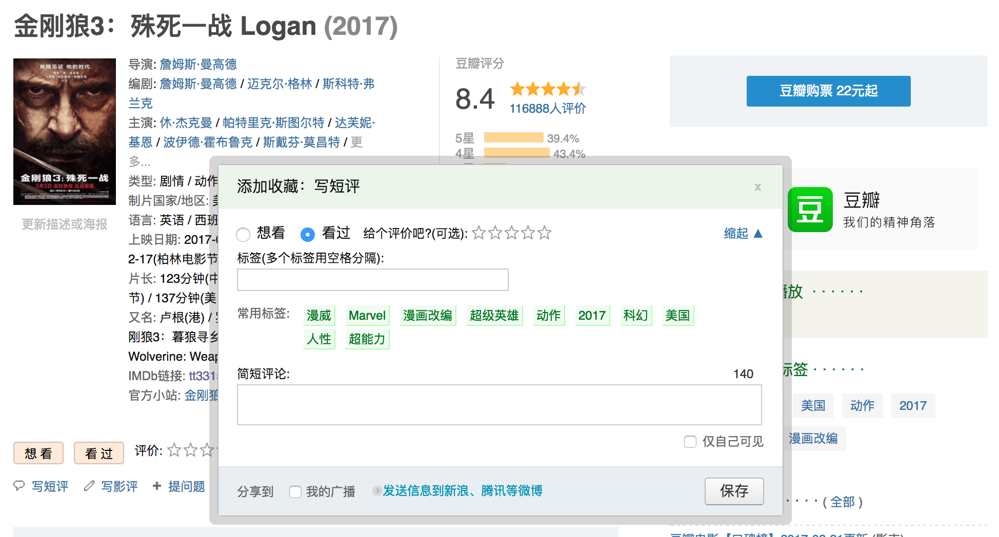 金刚狼3：殊死一战 Logan (2017)
共同见证 他的时代
金刚狼3:殊死一战
3月3日 泪别狼叔 血战谢幕
更新描述或海报
导演: 詹姆斯·曼高德
编剧: 詹姆斯·曼高德 / 迈克尔·格林 / 斯科特·弗
兰克
主演: 休·杰克曼 / 帕特里克·斯图尔特 / 达芙妮·
基恩 / 波伊德·霍布鲁克 / 斯戴芬·莫昌特 / 更
多...
类型: 剧情 / 动作
制片国家/地区:
语言: 英语 / 西班
上映日期: 2017-
2-17(柏林电影节
片长: 123分钟(中
节) / 137分钟(美
又名: 卢根(港) /
刚狼3：暮狼寻乡
Wolverine: Weap
IMDb链接: tt331
官方小站: 金刚狼
想看
看过
评价:
写短评
写影评
+ 提问题
豆瓣评分
8.4
116888人评价
5星 39.4%
4星 43.4%
豆瓣购票 22元起
添加收藏：写短评
x
想看 看过 给个评价吧?(可选):
缩起 ▲
标签(多个标签用空格分隔):
常用标签: 漫威 Marvel 漫画改编 超级英雄 动作 2017 科幻 美国
人性 超能力
简短评论: 140
仅自己可见
分享到 我的广播 发送信息到新浪、腾讯等微博
保存
豆
豆瓣
我们的精神角落
播放 · · · · · ·
标签 · · · · · ·
美国 动作 2017
漫画改编
· · · · ( 全部 )